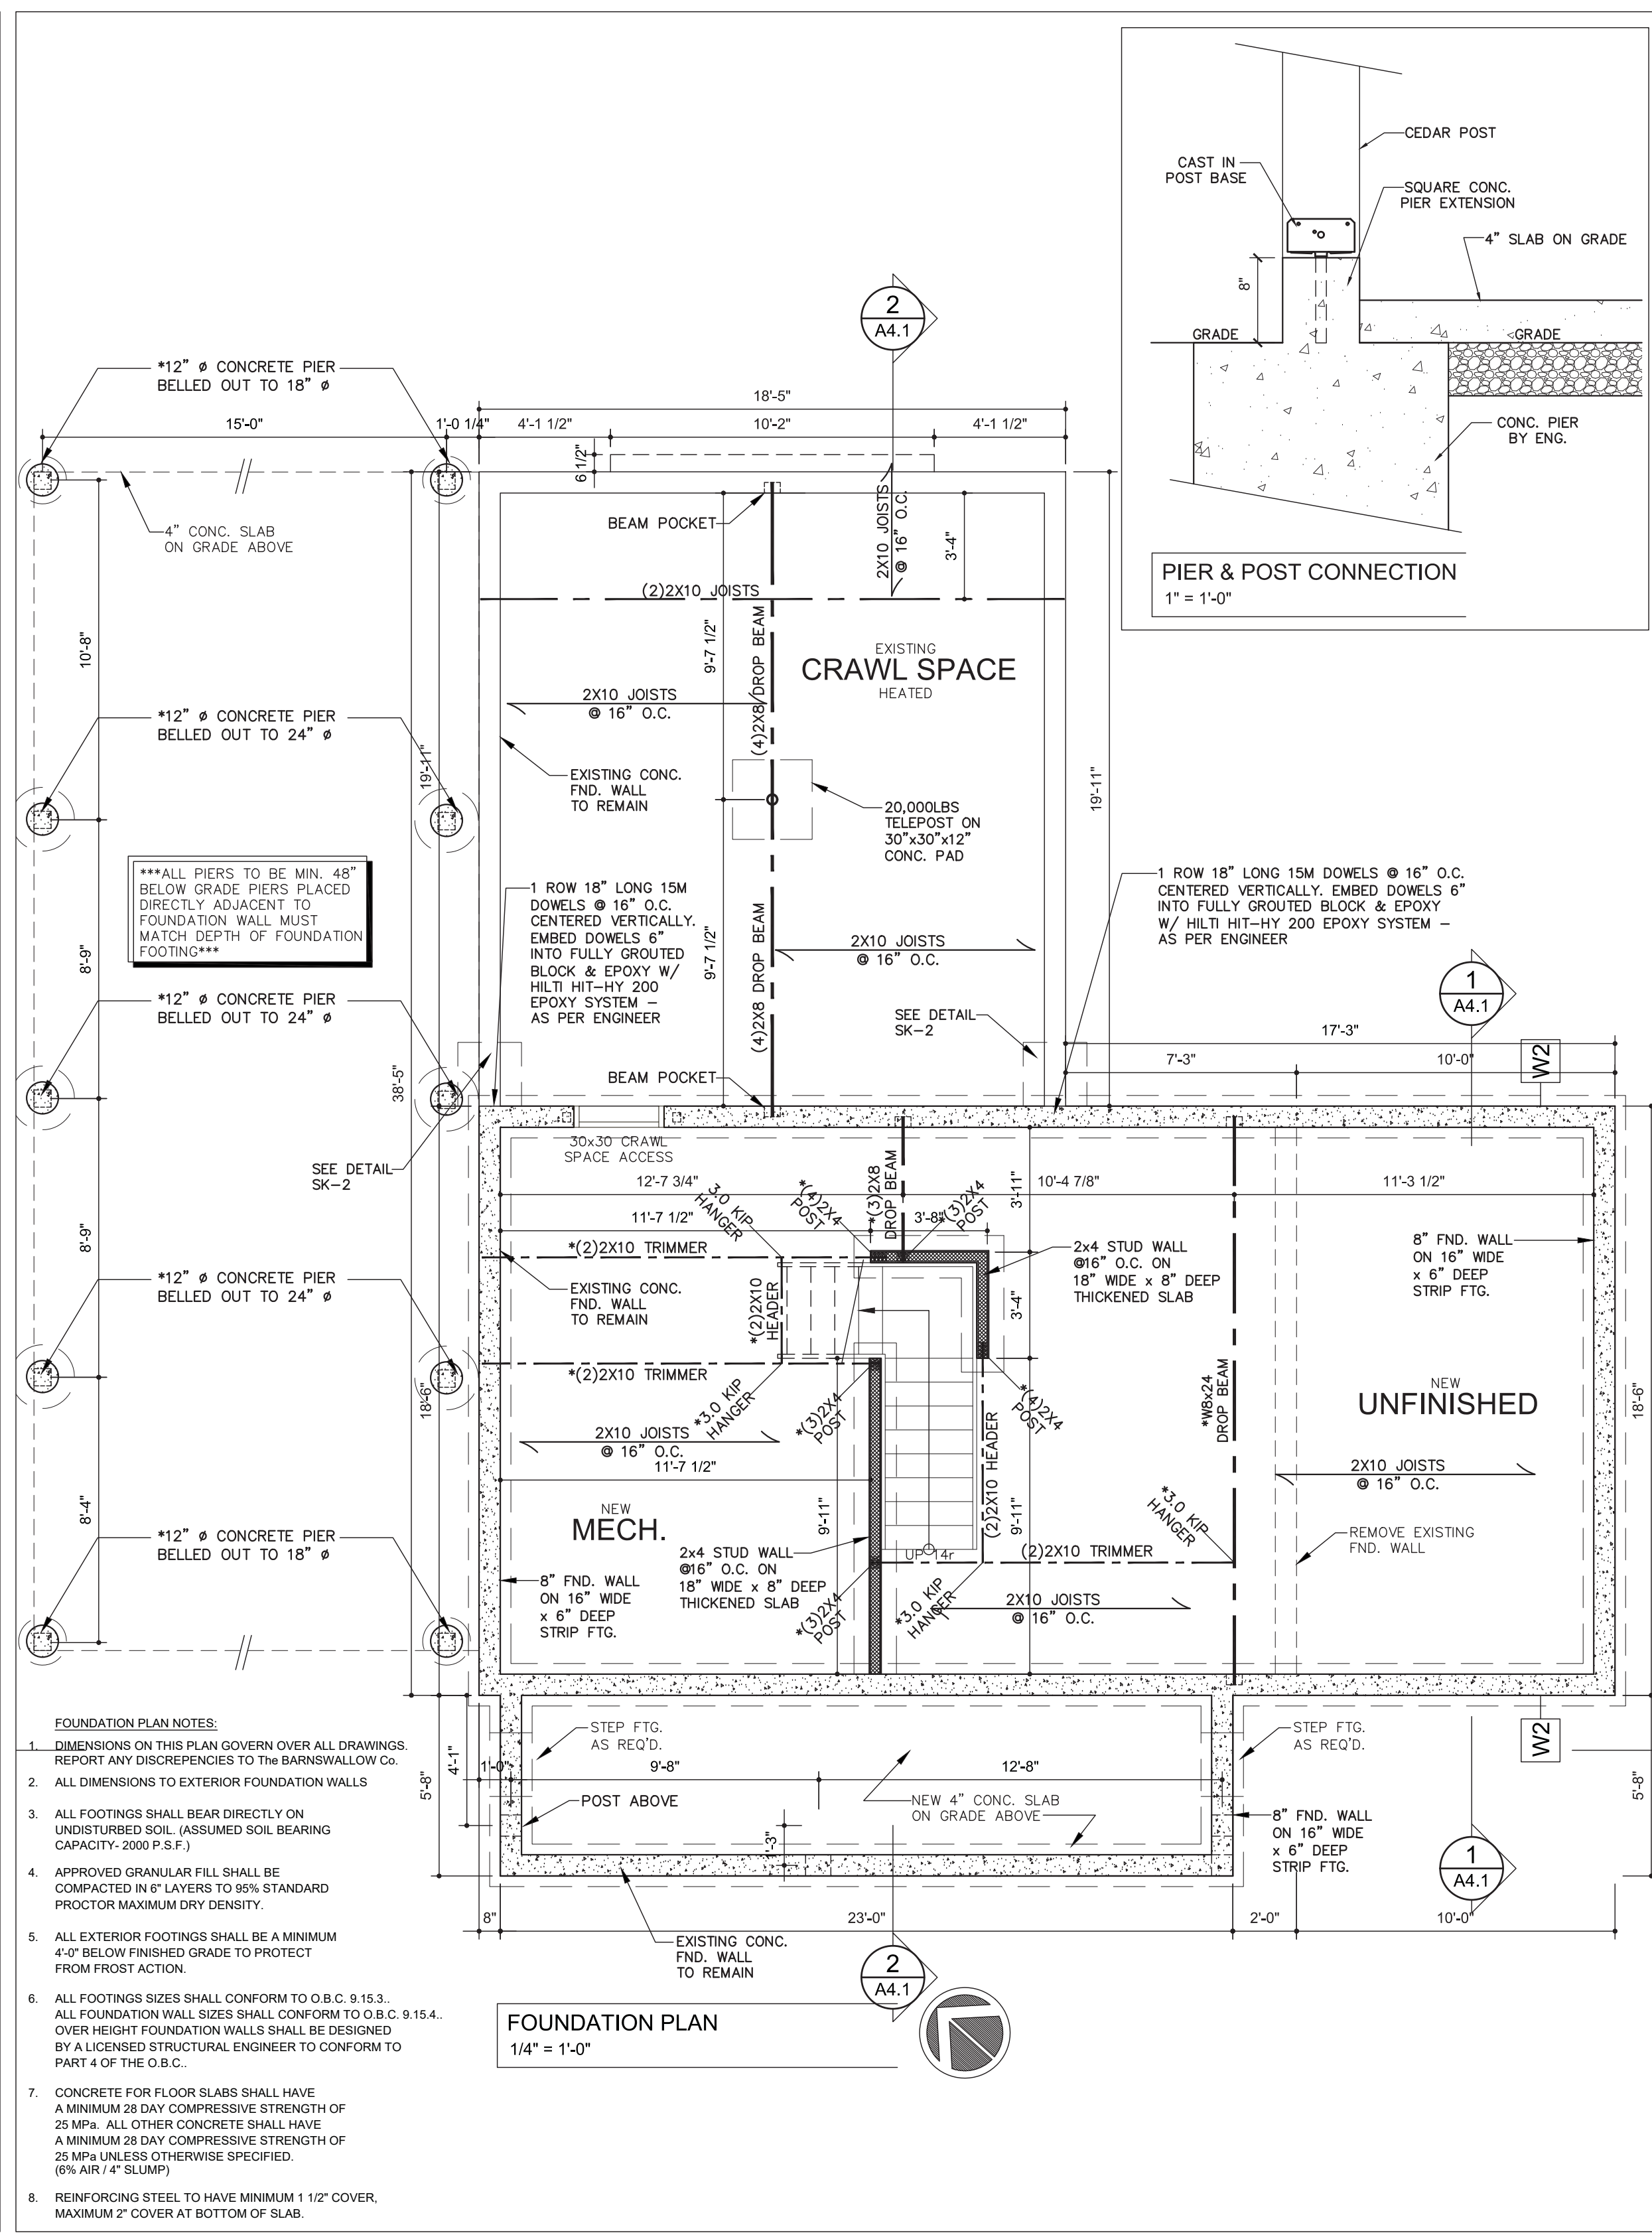 CEDAR POST
CAST IN
POST BASE
SQUARE CONC.
PIER EXTENSION
4" SLAB ON GRADE
8"
GRADE
GRADE
CONC. PIER
BY ENG.
PIER & POST CONNECTION
1" = 1'-0"
2
A4.1
*12" ø CONCRETE PIER
BELLED OUT TO 18" ø
18'-5"
15'-0"
1'-0 1/4"
4'-1 1/2"
10'-2"
4'-1 1/2"
6 1/2"
4" CONC. SLAB
ON GRADE ABOVE
BEAM POCKET
2X10 JOISTS
@ 16" O.C.
3'-4"
(2)2X10 JOISTS
10'-8"
9'-7 1/2"
(4)2X8 DROP BEAM
EXISTING
CRAWL SPACE
HEATED
2X10 JOISTS
@ 16" O.C.
*12" ø CONCRETE PIER
BELLED OUT TO 24" ø
19'-11"
EXISTING CONC.
FND. WALL
TO REMAIN
20,000LBS
TELEPOST ON
30"x30"x12"
CONC. PAD
19'-11"
***ALL PIERS TO BE MIN. 48"
BELOW GRADE PIERS PLACED
DIRECTLY ADJACENT TO
FOUNDATION WALL MUST
MATCH DEPTH OF FOUNDATION
FOOTING***
1 ROW 18" LONG 15M
DOWELS @ 16" O.C.
CENTERED VERTICALLY.
EMBED DOWELS 6"
INTO FULLY GROUTED
BLOCK & EPOXY W/
HILTI HIT-HY 200
EPOXY SYSTEM –
AS PER ENGINEER
1 ROW 18" LONG 15M DOWELS @ 16" O.C.
CENTERED VERTICALLY. EMBED DOWELS 6"
INTO FULLY GROUTED BLOCK & EPOXY
W/ HILTI HIT-HY 200 EPOXY SYSTEM –
AS PER ENGINEER
8'-9"
9'-7 1/2"
(4)2X8 DROP BEAM
2X10 JOISTS
@ 16" O.C.
*12" ø CONCRETE PIER
BELLED OUT TO 24" ø
SEE DETAIL
SK-2
1
A4.1
17'-3"
7'-3"
10'-0"
W2
38'-5"
BEAM POCKET
30x30 CRAWL
SPACE ACCESS
SEE DETAIL
SK-2
12'-7 3/4"
10'-4 7/8"
11'-3 1/2"
3'-11"
11'-7 1/2"
3.0 KIP
HANGER
*(4)2X4
POST
*(3)2X8
DROP BEAM
3'-8"
*(3)2X4
POST
8'-9"
*(2)2X10 TRIMMER
2x4 STUD WALL
@16" O.C. ON
18" WIDE x 8" DEEP
THICKENED SLAB
8" FND. WALL
ON 16" WIDE
x 6" DEEP
STRIP FTG.
*12" ø CONCRETE PIER
BELLED OUT TO 24" ø
EXISTING CONC.
FND. WALL
TO REMAIN
*(2)2X10
HEADER
3'-4"
*(2)2X10 TRIMMER
*3.0 KIP
HANGER
*(3)2X4
POST
*(4)2X4
POST
*W8x24
DROP BEAM
NEW
UNFINISHED
18'-6"
18'-6"
2X10 JOISTS
@ 16" O.C.
11'-7 1/2"
2X10 JOISTS
@ 16" O.C.
8'-4"
NEW
MECH.
9'-11"
(2)2X10 HEADER
9'-11"
*3.0 KIP
HANGER
REMOVE EXISTING
FND. WALL
*12" ø CONCRETE PIER
BELLED OUT TO 18" ø
2x4 STUD WALL
@16" O.C. ON
18" WIDE x 8" DEEP
THICKENED SLAB
UP 14r
(2)2X10 TRIMMER
8" FND. WALL
ON 16" WIDE
x 6" DEEP
STRIP FTG.
*(3)2X4
POST
*3.0 KIP
HANGER
2X10 JOISTS
@ 16" O.C.
STEP FTG.
AS REQ'D.
STEP FTG.
AS REQ'D.
W2
4'-1"
5'-8"
1'-0"
9'-8"
12'-8"
5'-8"
POST ABOVE
NEW 4" CONC. SLAB
ON GRADE ABOVE
8" FND. WALL
ON 16" WIDE
x 6" DEEP
STRIP FTG.
1
A4.1
8"
23'-0"
2'-0"
10'-0"
EXISTING CONC.
FND. WALL
TO REMAIN
2
A4.1
FOUNDATION PLAN
1/4" = 1'-0"
FOUNDATION PLAN NOTES:
1. DIMENSIONS ON THIS PLAN GOVERN OVER ALL DRAWINGS.
REPORT ANY DISCREPENCIES TO The BARNSWALLOW Co.
2. ALL DIMENSIONS TO EXTERIOR FOUNDATION WALLS
3. ALL FOOTINGS SHALL BEAR DIRECTLY ON
UNDISTURBED SOIL. (ASSUMED SOIL BEARING
CAPACITY- 2000 P.S.F.)
4. APPROVED GRANULAR FILL SHALL BE
COMPACTED IN 6" LAYERS TO 95% STANDARD
PROCTOR MAXIMUM DRY DENSITY.
5. ALL EXTERIOR FOOTINGS SHALL BE A MINIMUM
4'-0" BELOW FINISHED GRADE TO PROTECT
FROM FROST ACTION.
6. ALL FOOTINGS SIZES SHALL CONFORM TO O.B.C. 9.15.3..
ALL FOUNDATION WALL SIZES SHALL CONFORM TO O.B.C. 9.15.4..
OVER HEIGHT FOUNDATION WALLS SHALL BE DESIGNED
BY A LICENSED STRUCTURAL ENGINEER TO CONFORM TO
PART 4 OF THE O.B.C..
7. CONCRETE FOR FLOOR SLABS SHALL HAVE
A MINIMUM 28 DAY COMPRESSIVE STRENGTH OF
25 MPa. ALL OTHER CONCRETE SHALL HAVE
A MINIMUM 28 DAY COMPRESSIVE STRENGTH OF
25 MPa UNLESS OTHERWISE SPECIFIED.
(6% AIR / 4" SLUMP)
8. REINFORCING STEEL TO HAVE MINIMUM 1 1/2" COVER,
MAXIMUM 2" COVER AT BOTTOM OF SLAB.